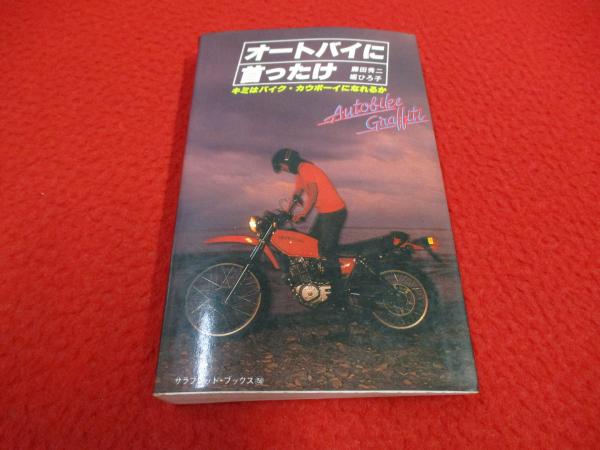 オートバイに
首ったけ
藤田秀二
堀ひろ子
キミはバイク・カウボーイになれるか
Autobike
Graffiti
サラブレッド・ブックス